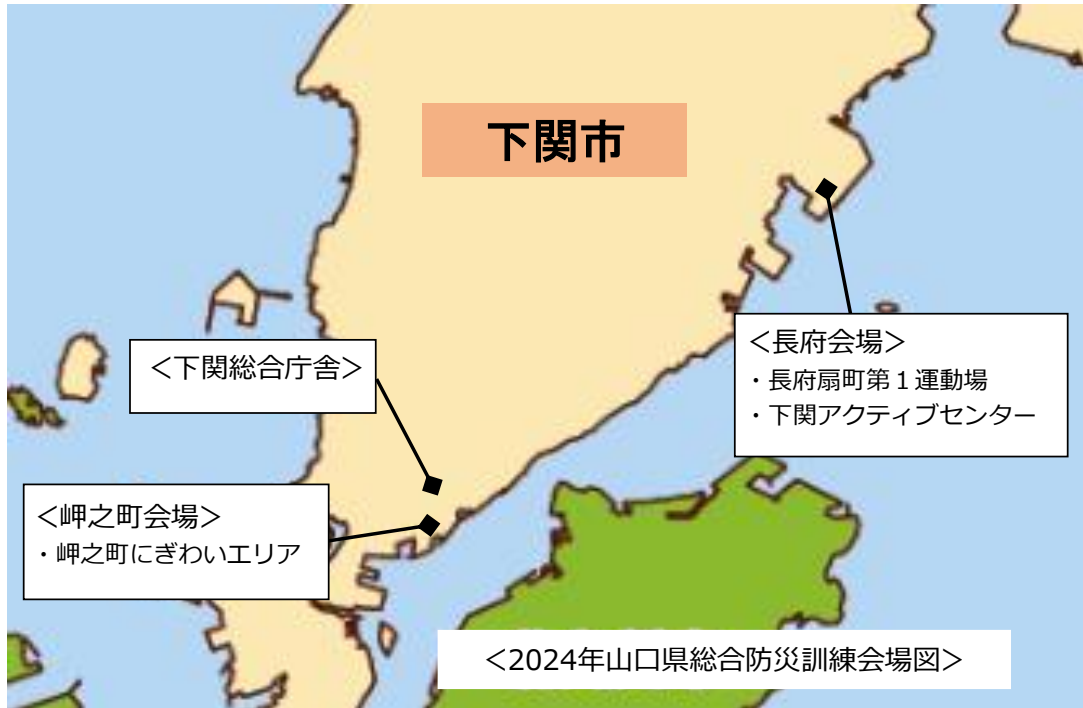 下関市
＜長府会場＞
・長府扇町第１運動場
・下関アクティブセンター
＜下関総合庁舎＞
＜岬之町会場＞
・岬之町にぎわいエリア
＜2024年山口県総合防災訓練会場図＞